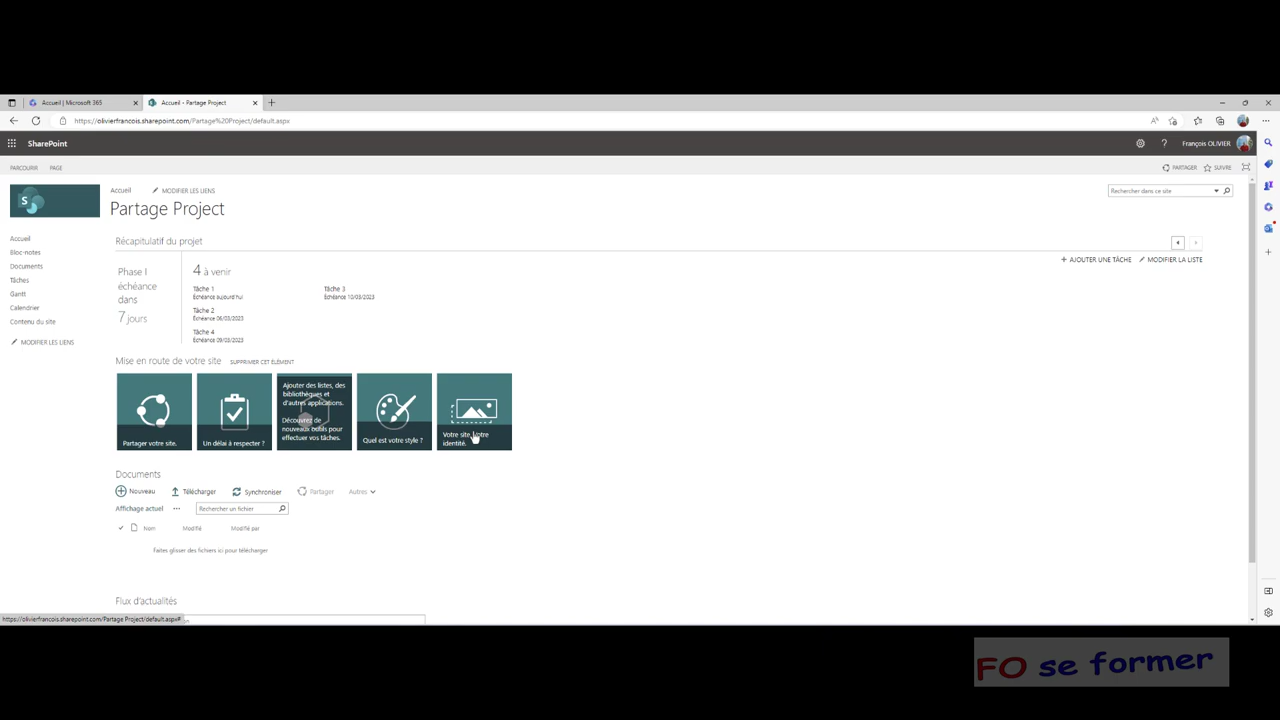 Accueil | Microsoft 365
Accueil - Partage Project
https://olivierfrancois.sharepoint.com/Partage%20Project/default.aspx
SharePoint
François OLIVIER
PARCOURIR PAGE
PARTAGER SUIVRE
S
Accueil MODIFIER LES LIENS
Rechercher dans ce site
Partage Project
Accueil
Bloc-notes
Documents
Tâches
Gantt
Calendrier
Contenu du site
MODIFIER LES LIENS
Récapitulatif du projet
AJOUTER UNE TÂCHE MODIFIER LA LISTE
Phase I
échéance
dans
7 jours
4 à venir
Tâche 1
Échéance aujourd'hui
Tâche 2
Échéance 06/03/2023
Tâche 4
Échéance 09/03/2023
Tâche 3
Échéance 10/03/2023
Mise en route de votre site SUPPRIMER CET ÉLÉMENT
Partager votre site.
Un délai à respecter ?
Ajouter des listes, des
bibliothèques et
d'autres applications.
Découvrez de
nouveaux outils pour
effectuer vos tâches.
Quel est votre style ?
Votre site. Votre
identité.
Documents
Nouveau Télécharger Synchroniser Partager Autres
Affichage actuel ... Rechercher un fichier
Nom Modifié Modifié par
Faites glisser des fichiers ici pour télécharger
Flux d'actualités
https://olivierfrancois.sharepoint.com/Partage Project/default.aspx#
FO se former